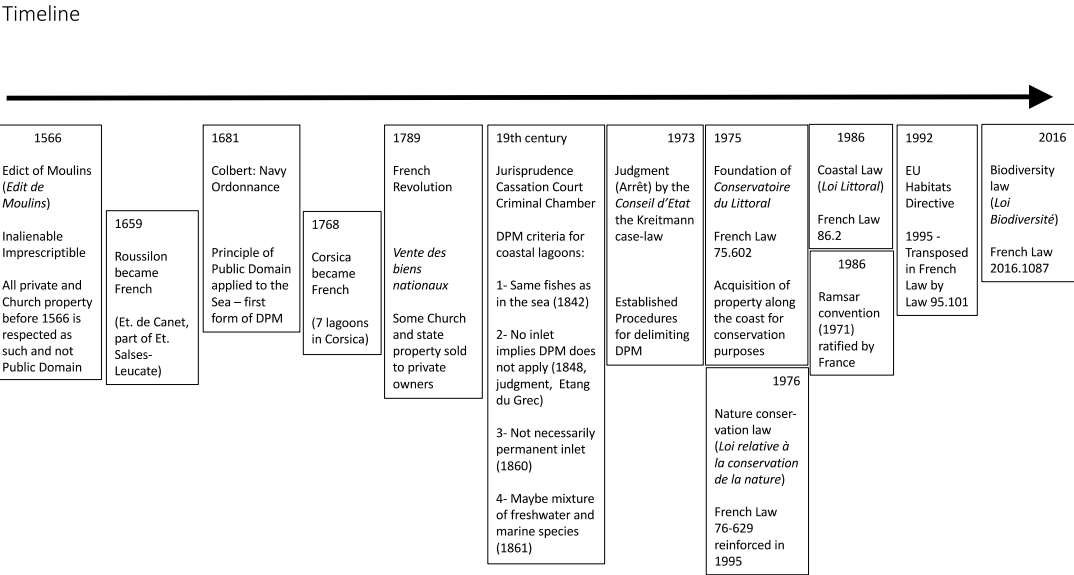 Timeline
1566
Edict of Moulins
(Edit de
Moulins)
Inalienable
Imprescriptible
All private and
Church property
before 1566 is
respected as
such and not
Public Domain
1659
Roussilon
became
French
(Et. de Canet,
part of Et.
Salses-
Leucate)
1681
Colbert: Navy
Ordonnance
Principle of
Public Domain
applied to the
Sea – first
form of DPM
1768
Corsica
became
French
(7 lagoons
in Corsica)
1789
French
Revolution
Vente des
biens
nationaux
Some Church
and state
property sold
to private
owners
19th century
Jurisprudence
Cassation Court
Criminal Chamber
DPM criteria for
coastal lagoons:
1- Same fishes as
in the sea (1842)
2- No inlet
implies DPM does
not apply (1848,
judgment, Etang
du Grec)
3- Not necessarily
permanent inlet
(1860)
4- Maybe mixture
of freshwater and
marine species
(1861)
1973
Judgment
(Arrêt) by the
Conseil d’Etat
the Kreitmann
case-law
Established
Procedures
for delimiting
DPM
1975
Foundation of
Conservatoire
du Littoral
French Law
75.602
Acquisition of
property along
the coast for
conservation
purposes
1976
Nature conser-
vation law
(Loi relative à
la conservation
de la nature)
French Law
76-629
reinforced in
1995
1986
Coastal Law
(Loi Littoral)
French Law
86.2
1986
Ramsar
convention
(1971)
ratified by
France
1992
EU
Habitats
Directive
1995 -
Transposed
in French
Law by
Law 95.101
2016
Biodiversity
law
(Loi
Biodiversité)
French Law
2016.1087